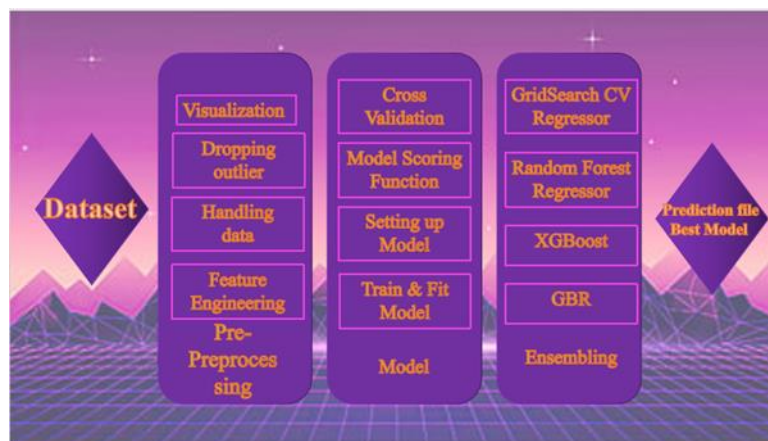 Dataset
Visualization
Dropping
outlier
Handling
data
Feature
Engineering
Pre-
Preproces
sing
Cross
Validation
Model Scoring
Function
Setting up
Model
Train & Fit
Model
Model
GridSearch CV
Regressor
Random Forest
Regressor
XGBoost
GBR
Ensembling
Prediction file
Best Model